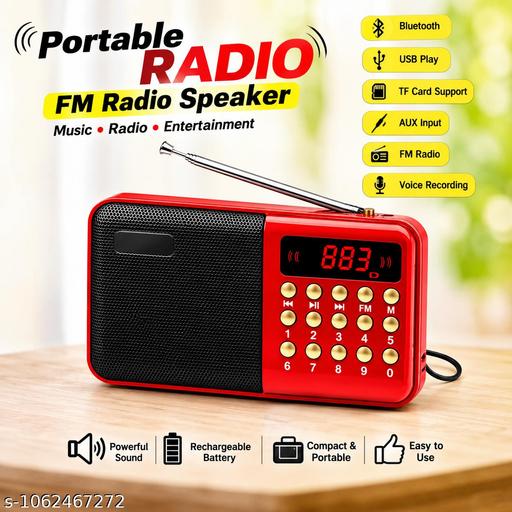 Portable
RADIO
FM Radio Speaker
Music • Radio • Entertainment
Bluetooth
USB Play
TF Card Support
AUX Input
FM Radio
Voice Recording
883
D
FM M
1 2 3 4 5
6 7 8 9 0
Powerful
Sound
Rechargeable
Battery
Compact &
Portable
Easy to
Use
s-1062467272